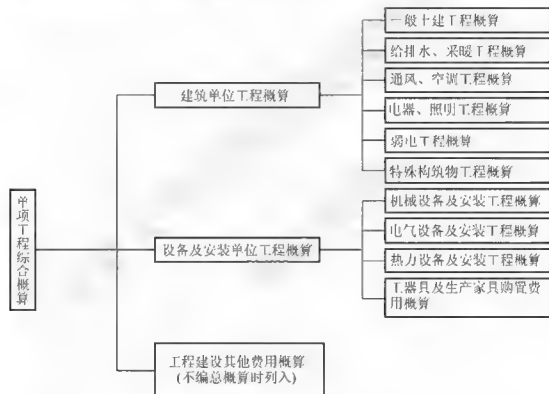 一般土建工程概算
给排水、采暖工程概算
通风、空调工程概算
建筑单位工程概算
电器、照明工程概算
弱电工程概算
特殊构筑物工程概算
单项工程综合概算
机械设备及安装工程概算
电气设备及安装工程概算
设备及安装单位工程概算
热力设备及安装工程概算
工器具及生产家具购置费
用概算
工程建设其他费用概算
(不编总概算时列入)